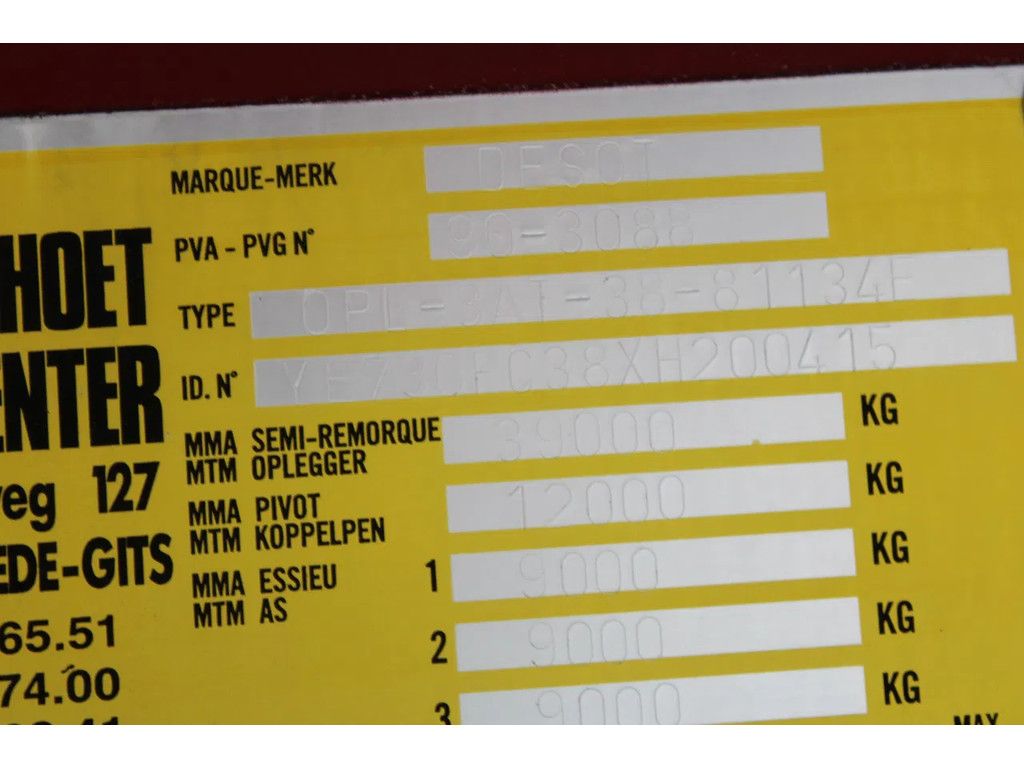 MARQUE-MERK DESOT
PVA - PVG N° 90-3088
HOET
TYPE OPL-3AT-38-81134F
ENTER
ID. N° YE73CFC38XH200415
MMA SEMI-REMORQUE 39000 KG
MTM OPLEGGER
127
MMA PIVOT 12000 KG
MTM KOPPELPEN
EDE-GITS
MMA ESSIEU 1 9000 KG
MTM AS
65.51
2 9000 KG
74.00
3 9000 KG
MAX